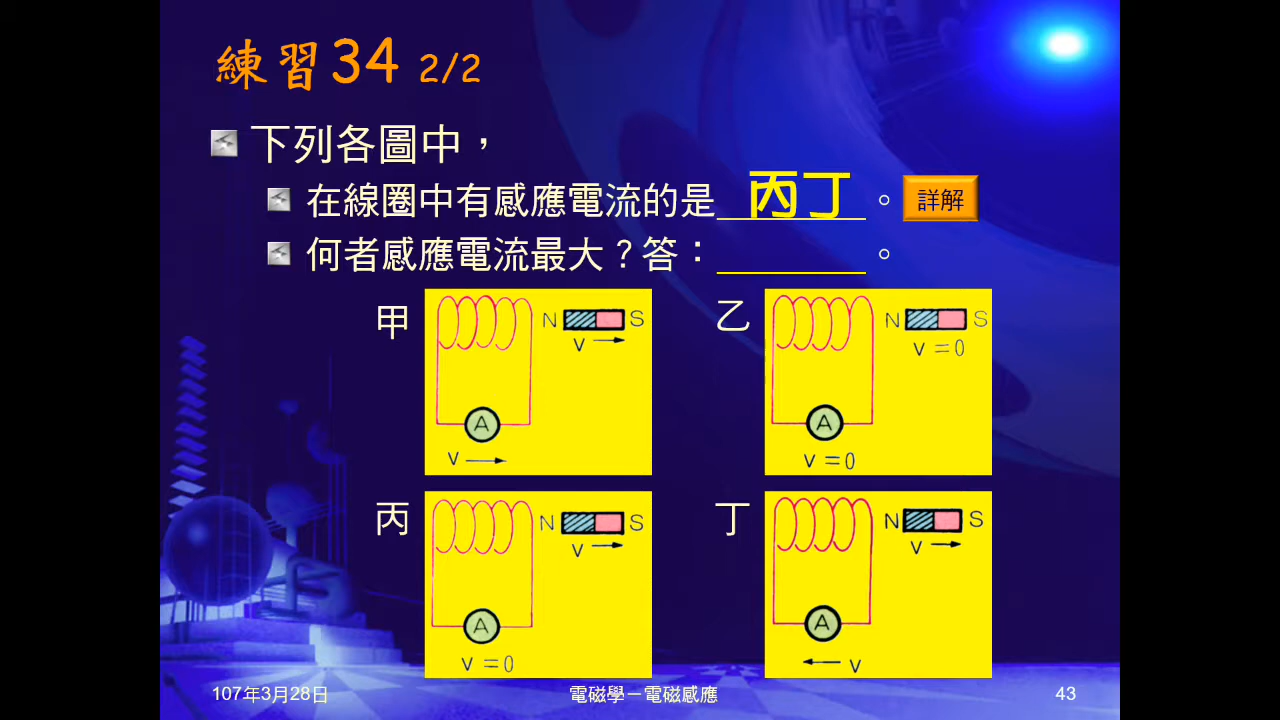 練習34 2/2
下列各圖中，
在線圈中有感應電流的是 丙丁 。 詳解
何者感應電流最大？答：________。
甲 N S 乙 N S
V → V = 0
A A
V → V = 0
丙 N S 丁 N S
V → V →
A A
V = 0 ← V
107年3月28日 電磁學－電磁感應 43